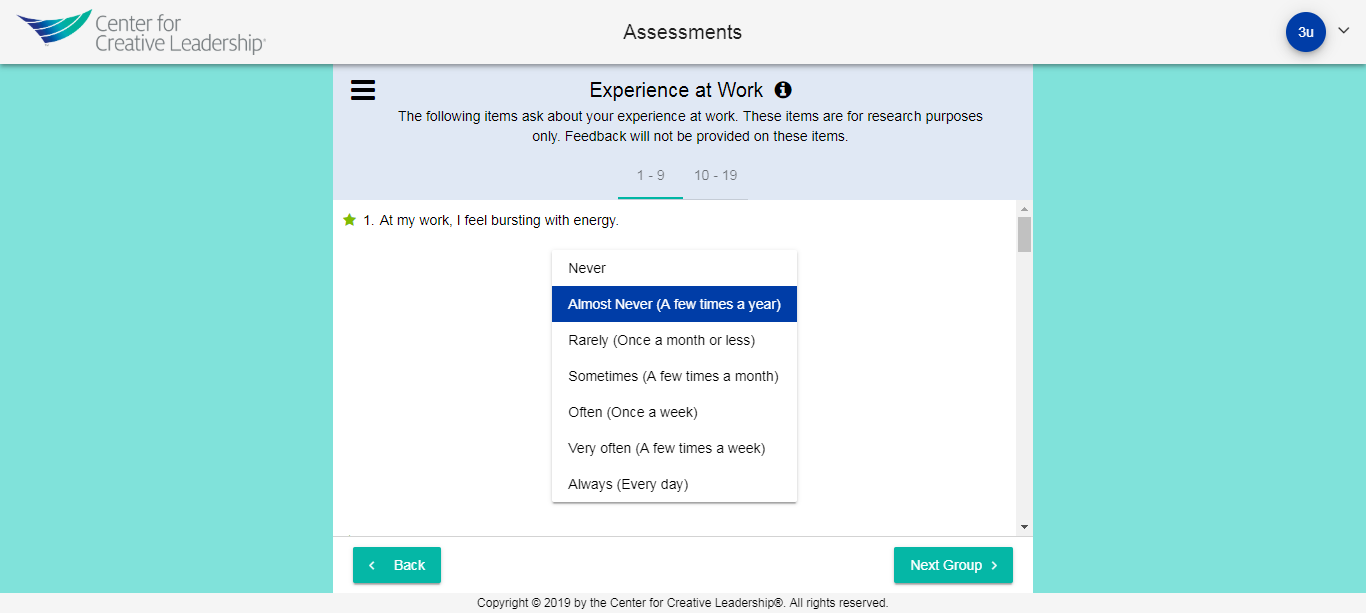 Center for
Creative Leadership®
Assessments
3u
Experience at Work
The following items ask about your experience at work. These items are for research purposes
only. Feedback will not be provided on these items.
1 - 9 10 - 19
1. At my work, I feel bursting with energy.
Never
Almost Never (A few times a year)
Rarely (Once a month or less)
Sometimes (A few times a month)
Often (Once a week)
Very often (A few times a week)
Always (Every day)
Back Next Group
Copyright © 2019 by the Center for Creative Leadership®. All rights reserved.